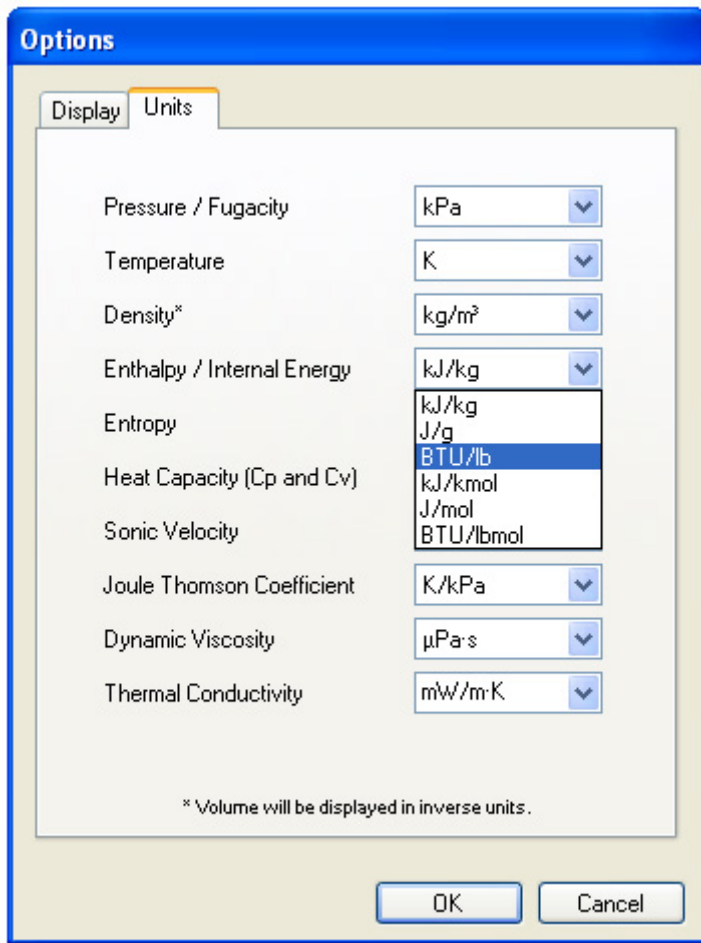 Options
Display Units
Pressure / Fugacity kPa
Temperature K
Density* kg/m³
Enthalpy / Internal Energy kJ/kg
kJ/kg
Entropy J/g
BTU/lb
Heat Capacity (Cp and Cv) kJ/kmol
J/mol
Sonic Velocity BTU/lbmol
Joule Thomson Coefficient K/kPa
Dynamic Viscosity µPa·s
Thermal Conductivity mW/m·K
* Volume will be displayed in inverse units.
OK Cancel